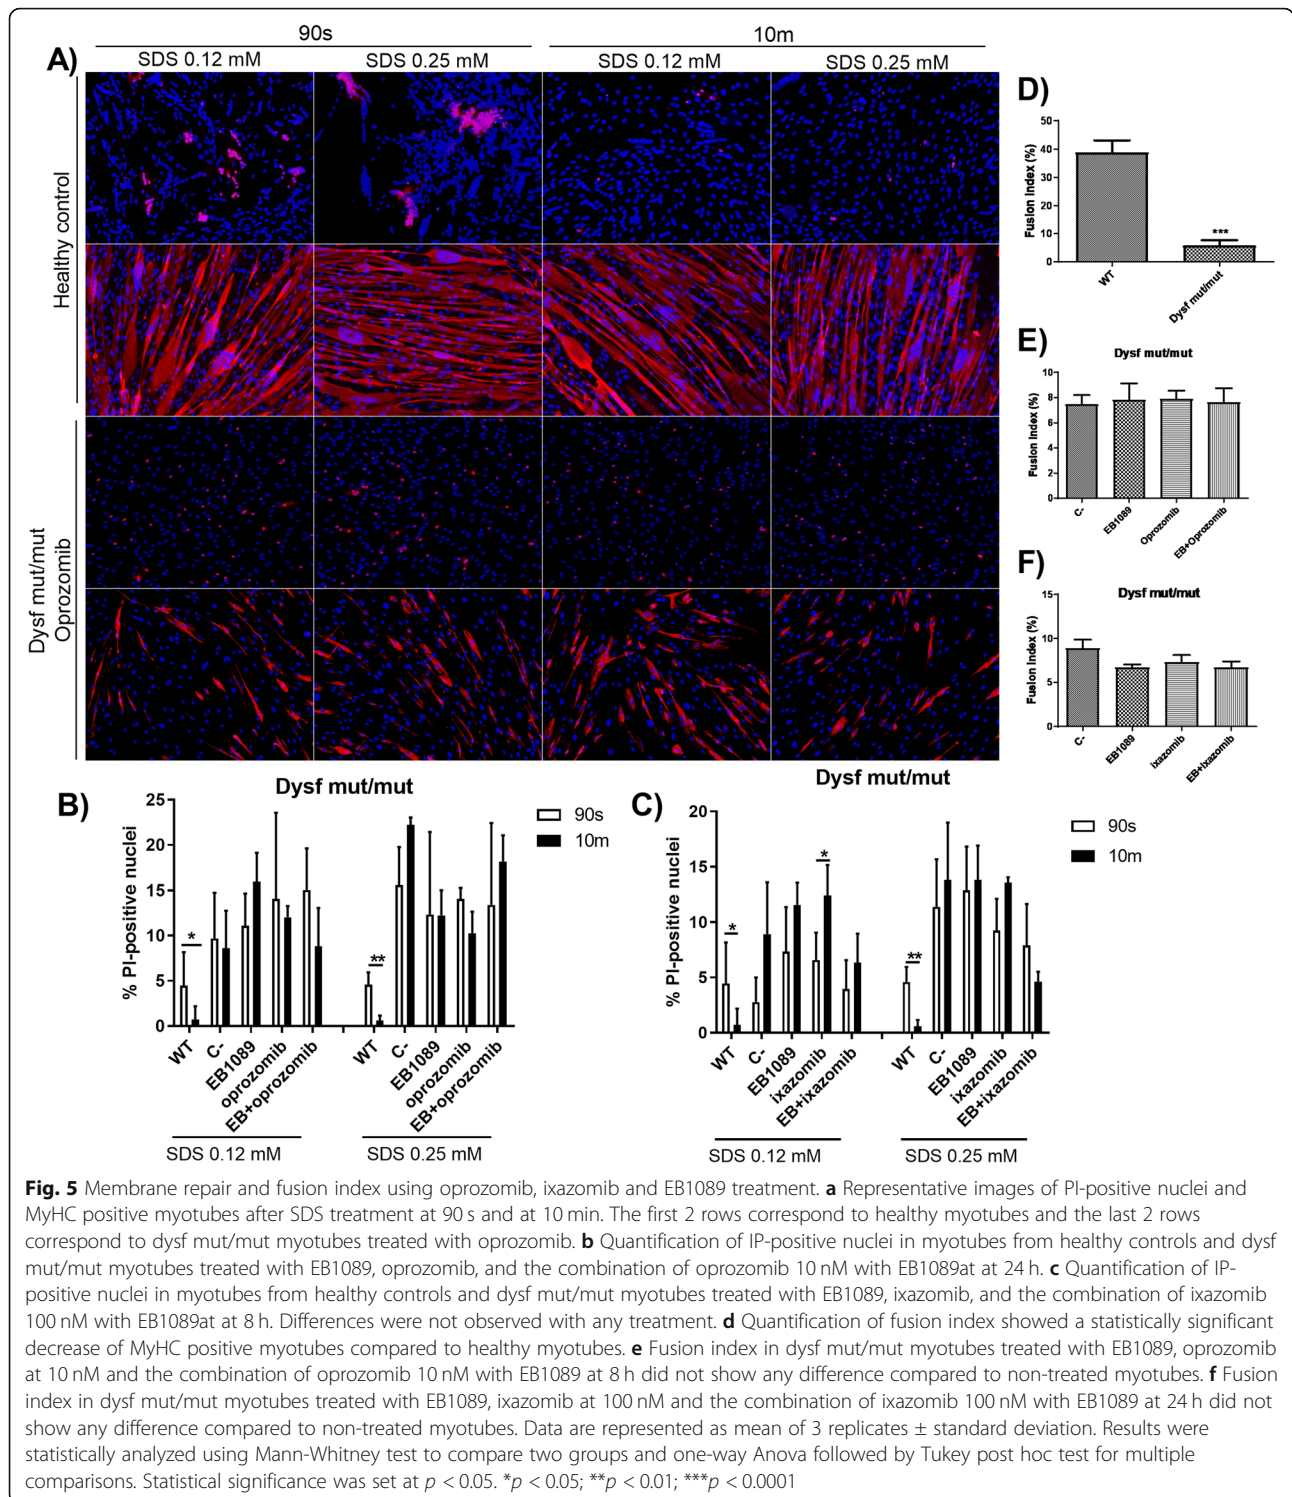 90s
10m
A)
SDS 0.12 mM
SDS 0.25 mM
SDS 0.12 mM
SDS 0.25 mM
Healthy control
Dysf mut/mut
Oprozomib
D)
Fusion Index (%)
50
40
30
20
10
0
***
WT
Dysf mut/mut
E)
Dysf mut/mut
Fusion Index (%)
10
8
6
4
2
0
C-
EB1089
Oprozomib
EB+Oprozomib
F)
Dysf mut/mut
Fusion Index (%)
15
10
5
0
C-
EB1089
ixazomib
EB+ixazomib
B)
Dysf mut/mut
% PI-positive nuclei
25
20
15
10
5
0
90s
10m
*
**
WT
C-
EB1089
oprozomib
EB+oprozomib
WT
C-
EB1089
oprozomib
EB+oprozomib
SDS 0.12 mM
SDS 0.25 mM
C)
Dysf mut/mut
% PI-positive nuclei
20
15
10
5
0
90s
10m
*
*
**
WT
C-
EB1089
ixazomib
EB+ixazomib
WT
C-
EB1089
ixazomib
EB+ixazomib
SDS 0.12 mM
SDS 0.25 mM
Fig. 5 Membrane repair and fusion index using oprozomib, ixazomib and EB1089 treatment. a Representative images of PI-positive nuclei and
MyHC positive myotubes after SDS treatment at 90 s and at 10 min. The first 2 rows correspond to healthy myotubes and the last 2 rows
correspond to dysf mut/mut myotubes treated with oprozomib. b Quantification of IP-positive nuclei in myotubes from healthy controls and dysf
mut/mut myotubes treated with EB1089, oprozomib, and the combination of oprozomib 10 nM with EB1089at at 24 h. c Quantification of IP-
positive nuclei in myotubes from healthy controls and dysf mut/mut myotubes treated with EB1089, ixazomib, and the combination of ixazomib
100 nM with EB1089at at 8 h. Differences were not observed with any treatment. d Quantification of fusion index showed a statistically significant
decrease of MyHC positive myotubes compared to healthy myotubes. e Fusion index in dysf mut/mut myotubes treated with EB1089, oprozomib
at 10 nM and the combination of oprozomib 10 nM with EB1089 at 8 h did not show any difference compared to non-treated myotubes. f Fusion
index in dysf mut/mut myotubes treated with EB1089, ixazomib at 100 nM and the combination of ixazomib 100 nM with EB1089 at 24 h did not
show any difference compared to non-treated myotubes. Data are represented as mean of 3 replicates ± standard deviation. Results were
statistically analyzed using Mann-Whitney test to compare two groups and one-way Anova followed by Tukey post hoc test for multiple
comparisons. Statistical significance was set at p < 0.05. *p < 0.05; **p < 0.01; ***p < 0.0001